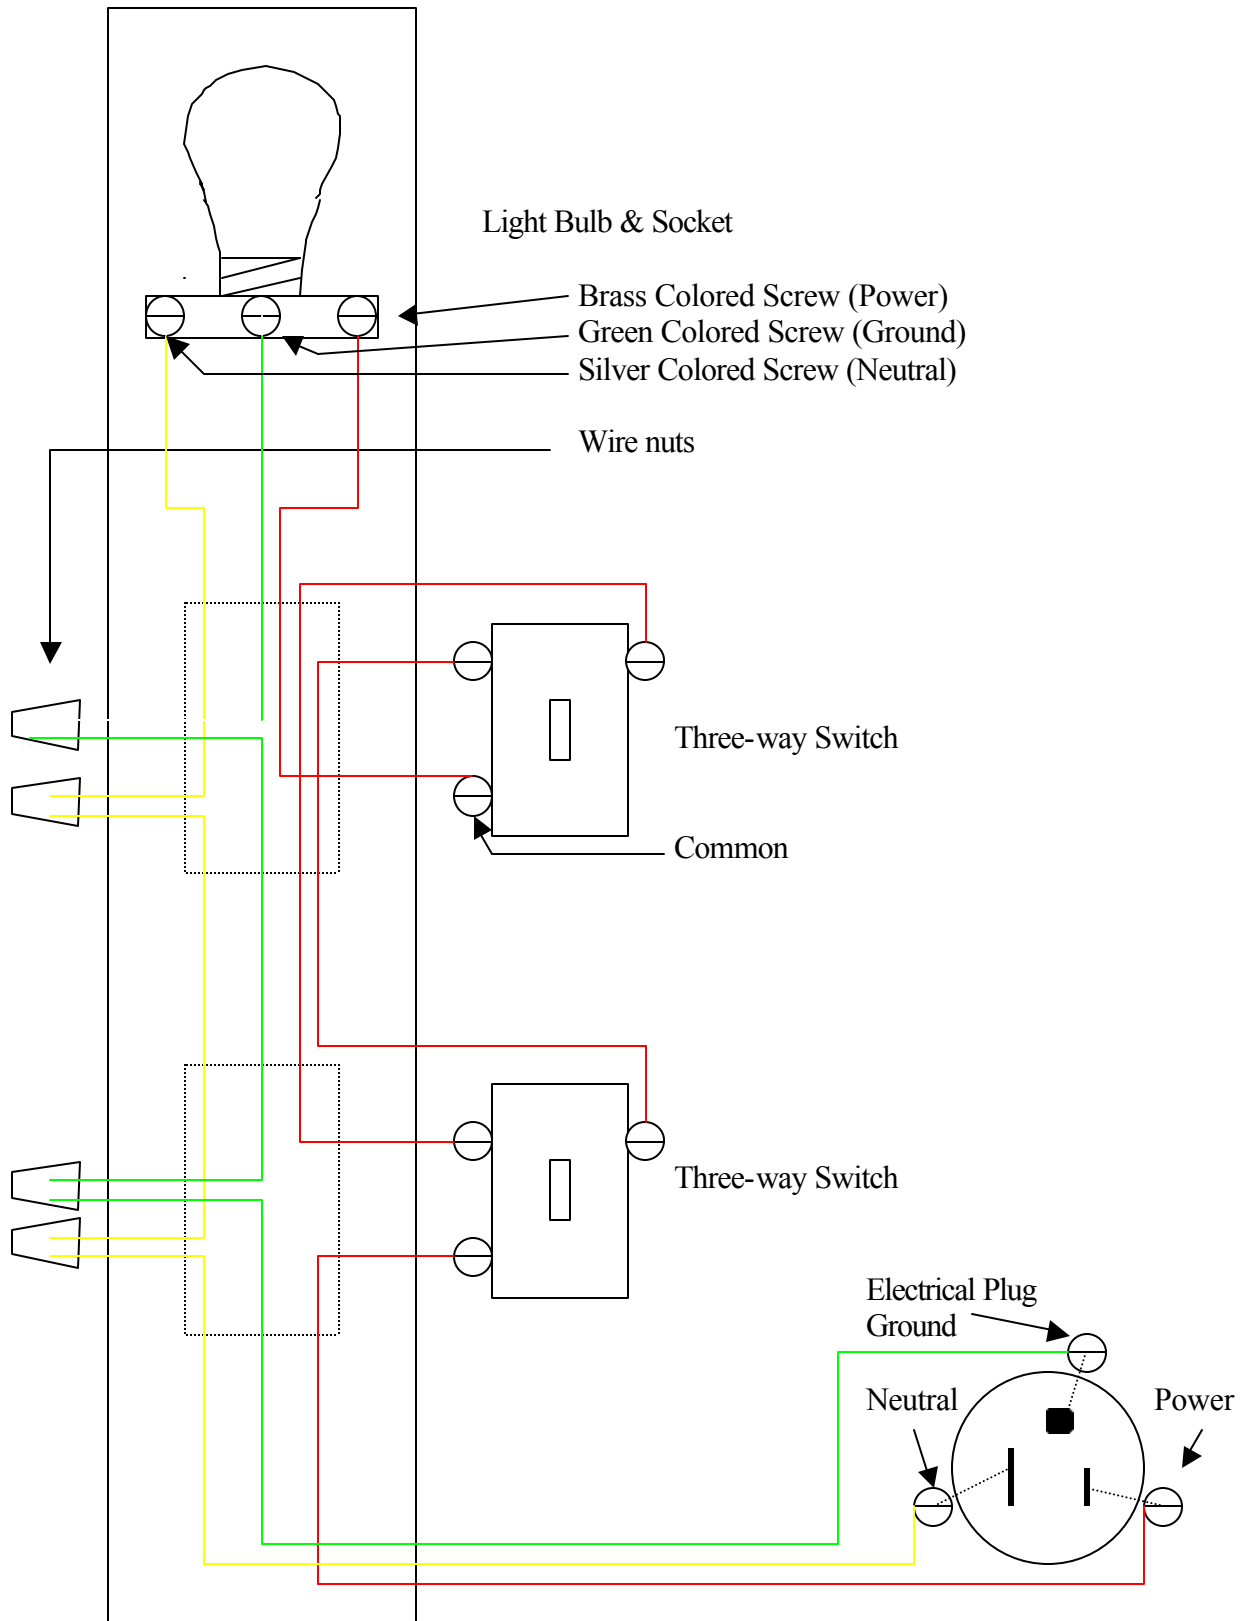 Light Bulb & Socket
Brass Colored Screw (Power)
Green Colored Screw (Ground)
Silver Colored Screw (Neutral)
Wire nuts
Three-way Switch
Common
Three-way Switch
Electrical Plug
Ground
Neutral
Power